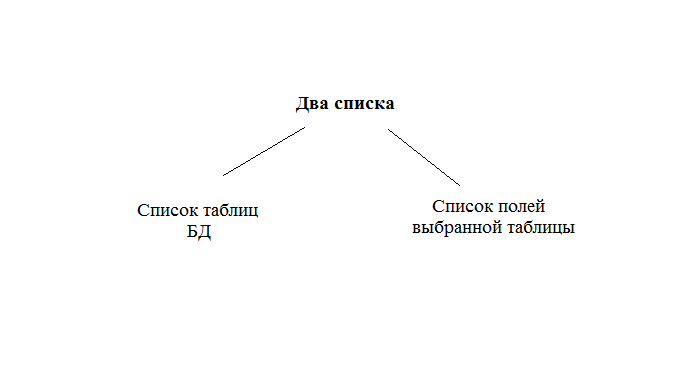 Два списка
Список таблиц
БД
Список полей
выбранной таблицы